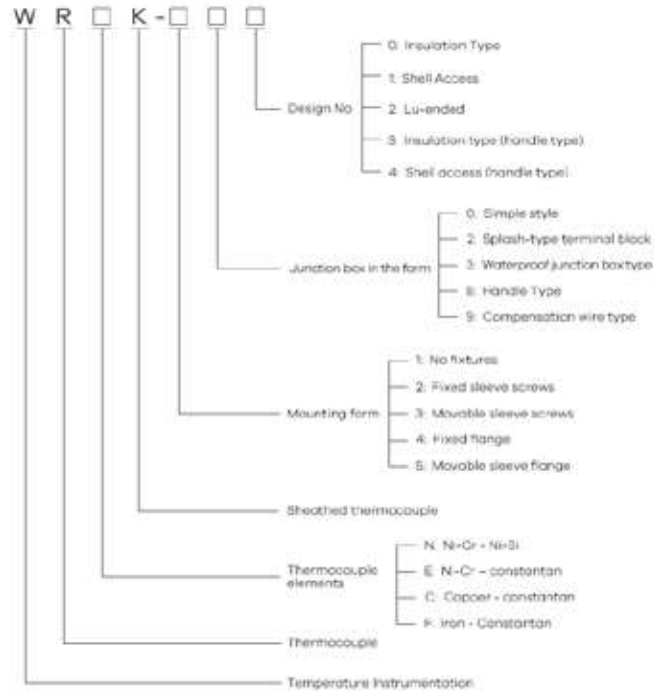 W R □ K - □ □ □
0: Insulation Type
1: Shell Access
Design No
2: Lu-ended
3: Insulation type (handle type)
4: Shell access (handle type)
0: Simple style
2: Splash-type terminal block
Junction box in the form
3: Waterproof junction box type
8: Handle Type
9: Compensation wire type
1: No fixtures
2: Fixed sleeve screws
Mounting form
3: Movable sleeve screws
4: Fixed flange
5: Movable sleeve flange
Sheathed thermocouple
N: Ni-Cr - Ni-Si
Thermocouple
elements
E: Ni-Cr - constantan
C: Copper - constantan
F: Iron - Constantan
Thermocouple
Temperature Instrumentation